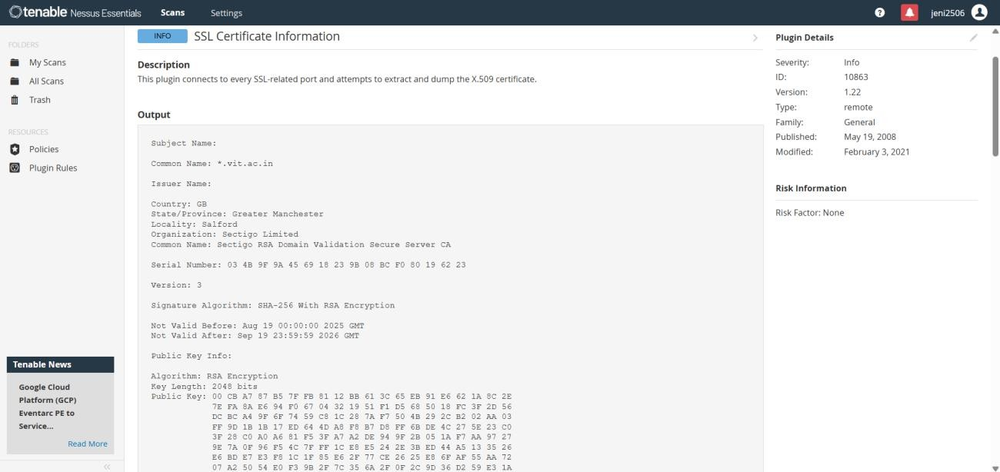 tenable Nessus Essentials Scans Settings ? jeni2506
FOLDERS
My Scans
All Scans
Trash
RESOURCES
Policies
Plugin Rules
Tenable News
Google Cloud
Platform (GCP)
Eventarc PE to
Service...
Read More
INFO SSL Certificate Information
Description
This plugin connects to every SSL-related port and attempts to extract and dump the X.509 certificate.
Output
Subject Name:
Common Name: *.vit.ac.in
Issuer Name:
Country: GB
State/Province: Greater Manchester
Locality: Salford
Organization: Sectigo Limited
Common Name: Sectigo RSA Domain Validation Secure Server CA
Serial Number: 03 4B 9F 9A 45 69 18 23 9B 08 BC F0 80 19 62 23
Version: 3
Signature Algorithm: SHA-256 With RSA Encryption
Not Valid Before: Aug 19 00:00:00 2025 GMT
Not Valid After: Sep 19 23:59:59 2026 GMT
Public Key Info:
Algorithm: RSA Encryption
Key Length: 2048 bits
Public Key: 00 CB A7 87 B5 7F FB 81 12 BB 61 3C 65 EB 91 E6 62 1A 8C 2E
7E FA 8A E6 94 F0 67 04 32 19 51 F1 D5 68 50 18 FC 3F 2D 56
DC BC A4 9F 6F 74 59 C8 1C 28 7A F7 50 4B 29 2C B2 02 AA 03
FF 9D 1B 1B 17 ED 64 4D A8 F8 B7 D8 FF 6B DE 4C 27 5E 23 C0
3F 28 C0 A0 A6 81 F5 3F A7 A2 DE 94 9F 2B 05 1A F7 AA 97 27
9E 7A 0F 96 F5 4C 7F FF 1C E8 E5 24 2E 3B ED 44 A5 13 35 26
E6 BD E7 E3 F8 1C 1F 85 E6 2F 77 CE 26 25 E8 6F AF 55 AA 72
07 A2 50 54 E0 F3 9B 2F 7C 35 6A 2F 0F 2C 9D 36 D2 59 E3 1A
Plugin Details
Severity: Info
ID: 10863
Version: 1.22
Type: remote
Family: General
Published: May 19, 2008
Modified: February 3, 2021
Risk Information
Risk Factor: None